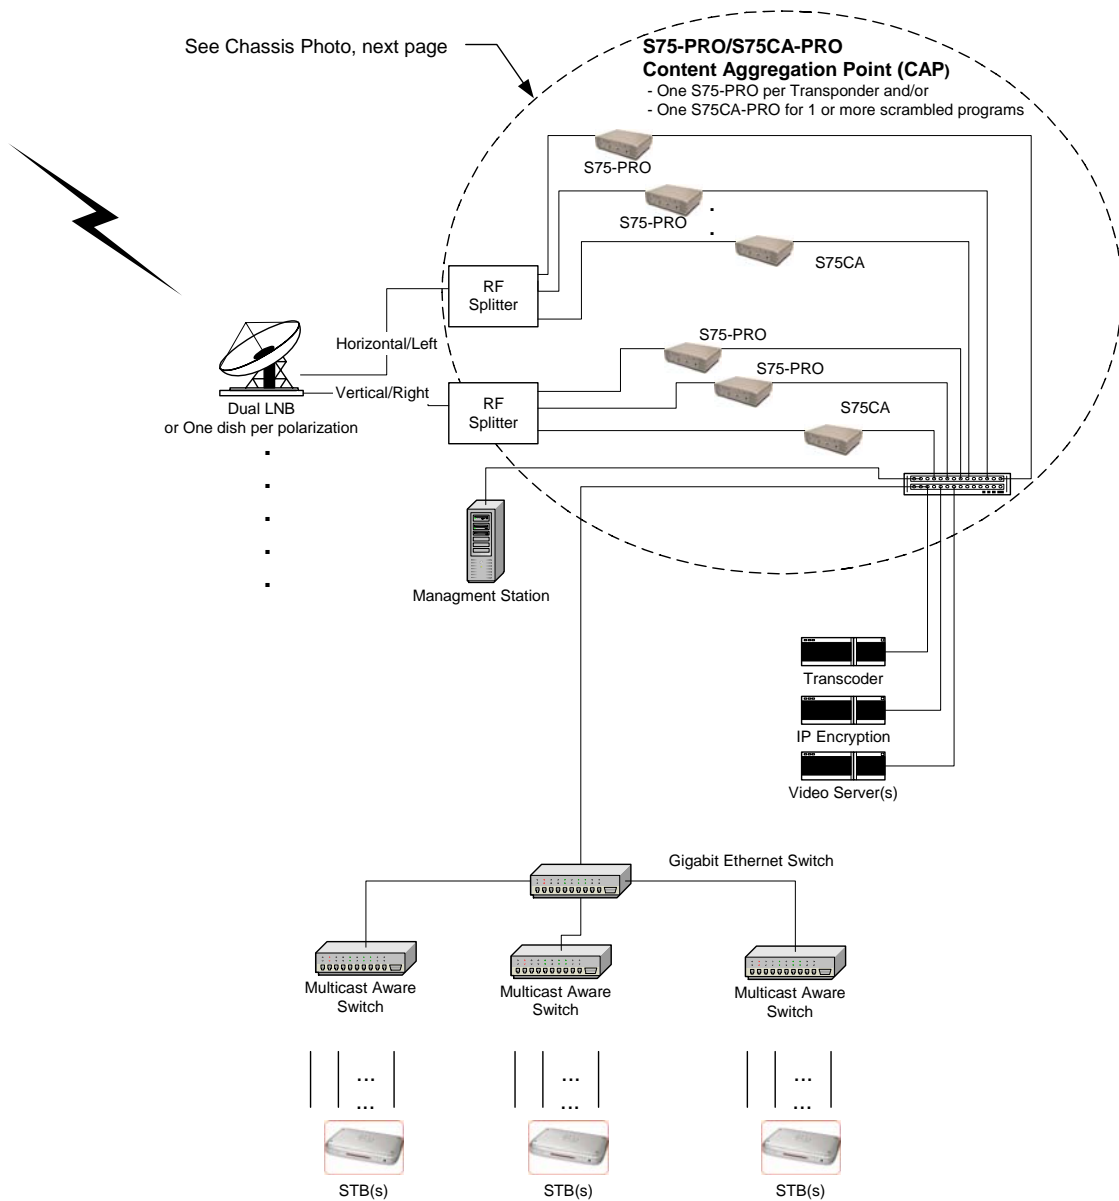 See Chassis Photo, next page
S75-PRO/S75CA-PRO
Content Aggregation Point (CAP)
- One S75-PRO per Transponder and/or
- One S75CA-PRO for 1 or more scrambled programs
S75-PRO
S75-PRO
.
.
S75CA
RF
Splitter
Horizontal/Left
S75-PRO
S75-PRO
Vertical/Right
RF
Splitter
S75CA
Dual LNB
or One dish per polarization
Managment Station
Transcoder
IP Encryption
Video Server(s)
Gigabit Ethernet Switch
Multicast Aware
Switch
Multicast Aware
Switch
Multicast Aware
Switch
...
...
...
...
...
...
STB(s)
STB(s)
STB(s)